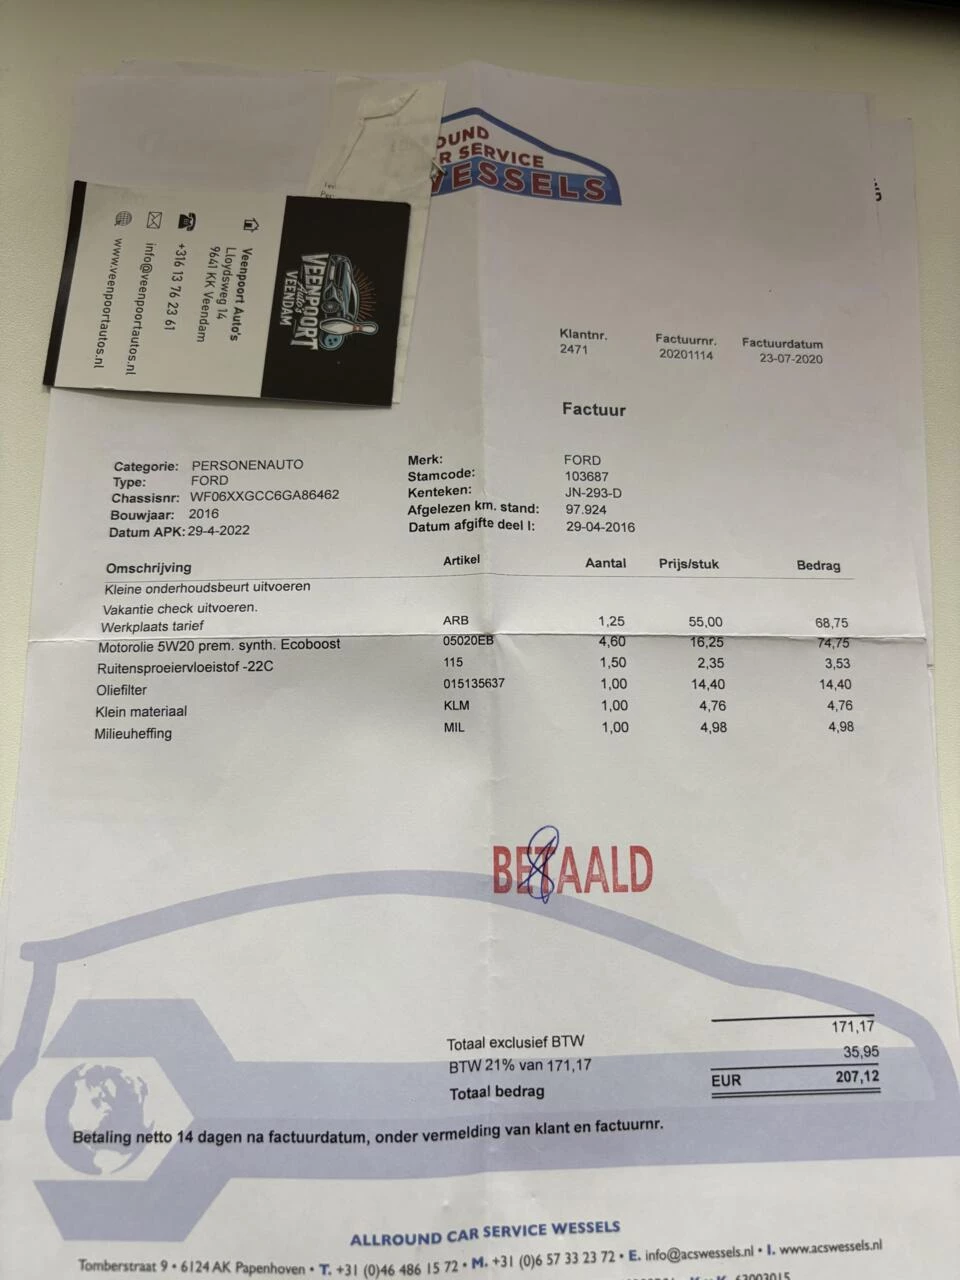 OUND
R SERVICE
WESSELS
VEENPOORT
Auto's
VEENDAM
Veenpoort Auto's
Lloydsweg 14
9641 KK Veendam
+316 13 76 23 61
info@veenpoortautos.nl
www.veenpoortautos.nl
Klantnr. Factuurnr. Factuurdatum
2471 20201114 23-07-2020
Factuur
Categorie: PERSONENAUTO Merk: FORD
Type: FORD Stamcode: 103687
Chassisnr: WF06XXGCC6GA86462 Kenteken: JN-293-D
Bouwjaar: 2016 Afgelezen km. stand: 97.924
Datum APK: 29-4-2022 Datum afgifte deel I: 29-04-2016
Omschrijving Artikel Aantal Prijs/stuk Bedrag
Kleine onderhoudsbeurt uitvoeren
Vakantie check uitvoeren.
Werkplaats tarief ARB 1,25 55,00 68,75
Motorolie 5W20 prem. synth. Ecoboost 05020EB 4,60 16,25 74,75
Ruitensproeiervloeistof -22C 115 1,50 2,35 3,53
Oliefilter 015135637 1,00 14,40 14,40
Klein materiaal KLM 1,00 4,76 4,76
Milieuheffing MIL 1,00 4,98 4,98
BETAALD
Totaal exclusief BTW 171,17
BTW 21% van 171,17 35,95
Totaal bedrag EUR 207,12
Betaling netto 14 dagen na factuurdatum, onder vermelding van klant en factuurnr.
ALLROUND CAR SERVICE WESSELS
Tomberstraat 9 • 6124 AK Papenhoven • T. +31 (0)46 486 15 72 • M. +31 (0)6 57 33 23 72 • E. info@acswessels.nl • I. www.acswessels.nl